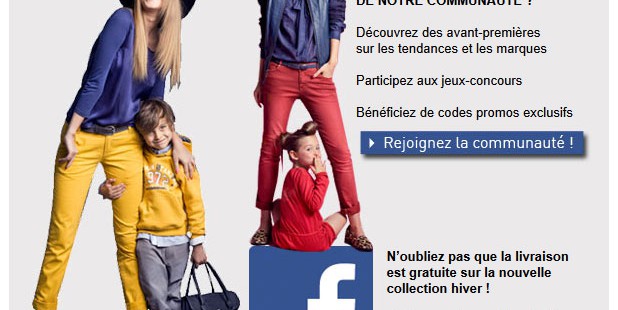 DE NOTRE COMMUNAUTÉ ?
Découvrez des avant-premières
sur les tendances et les marques
Participez aux jeux-concours
Bénéficiez de codes promos exclusifs
Rejoignez la communauté !
N'oubliez pas que la livraison
est gratuite sur la nouvelle
collection hiver !
f